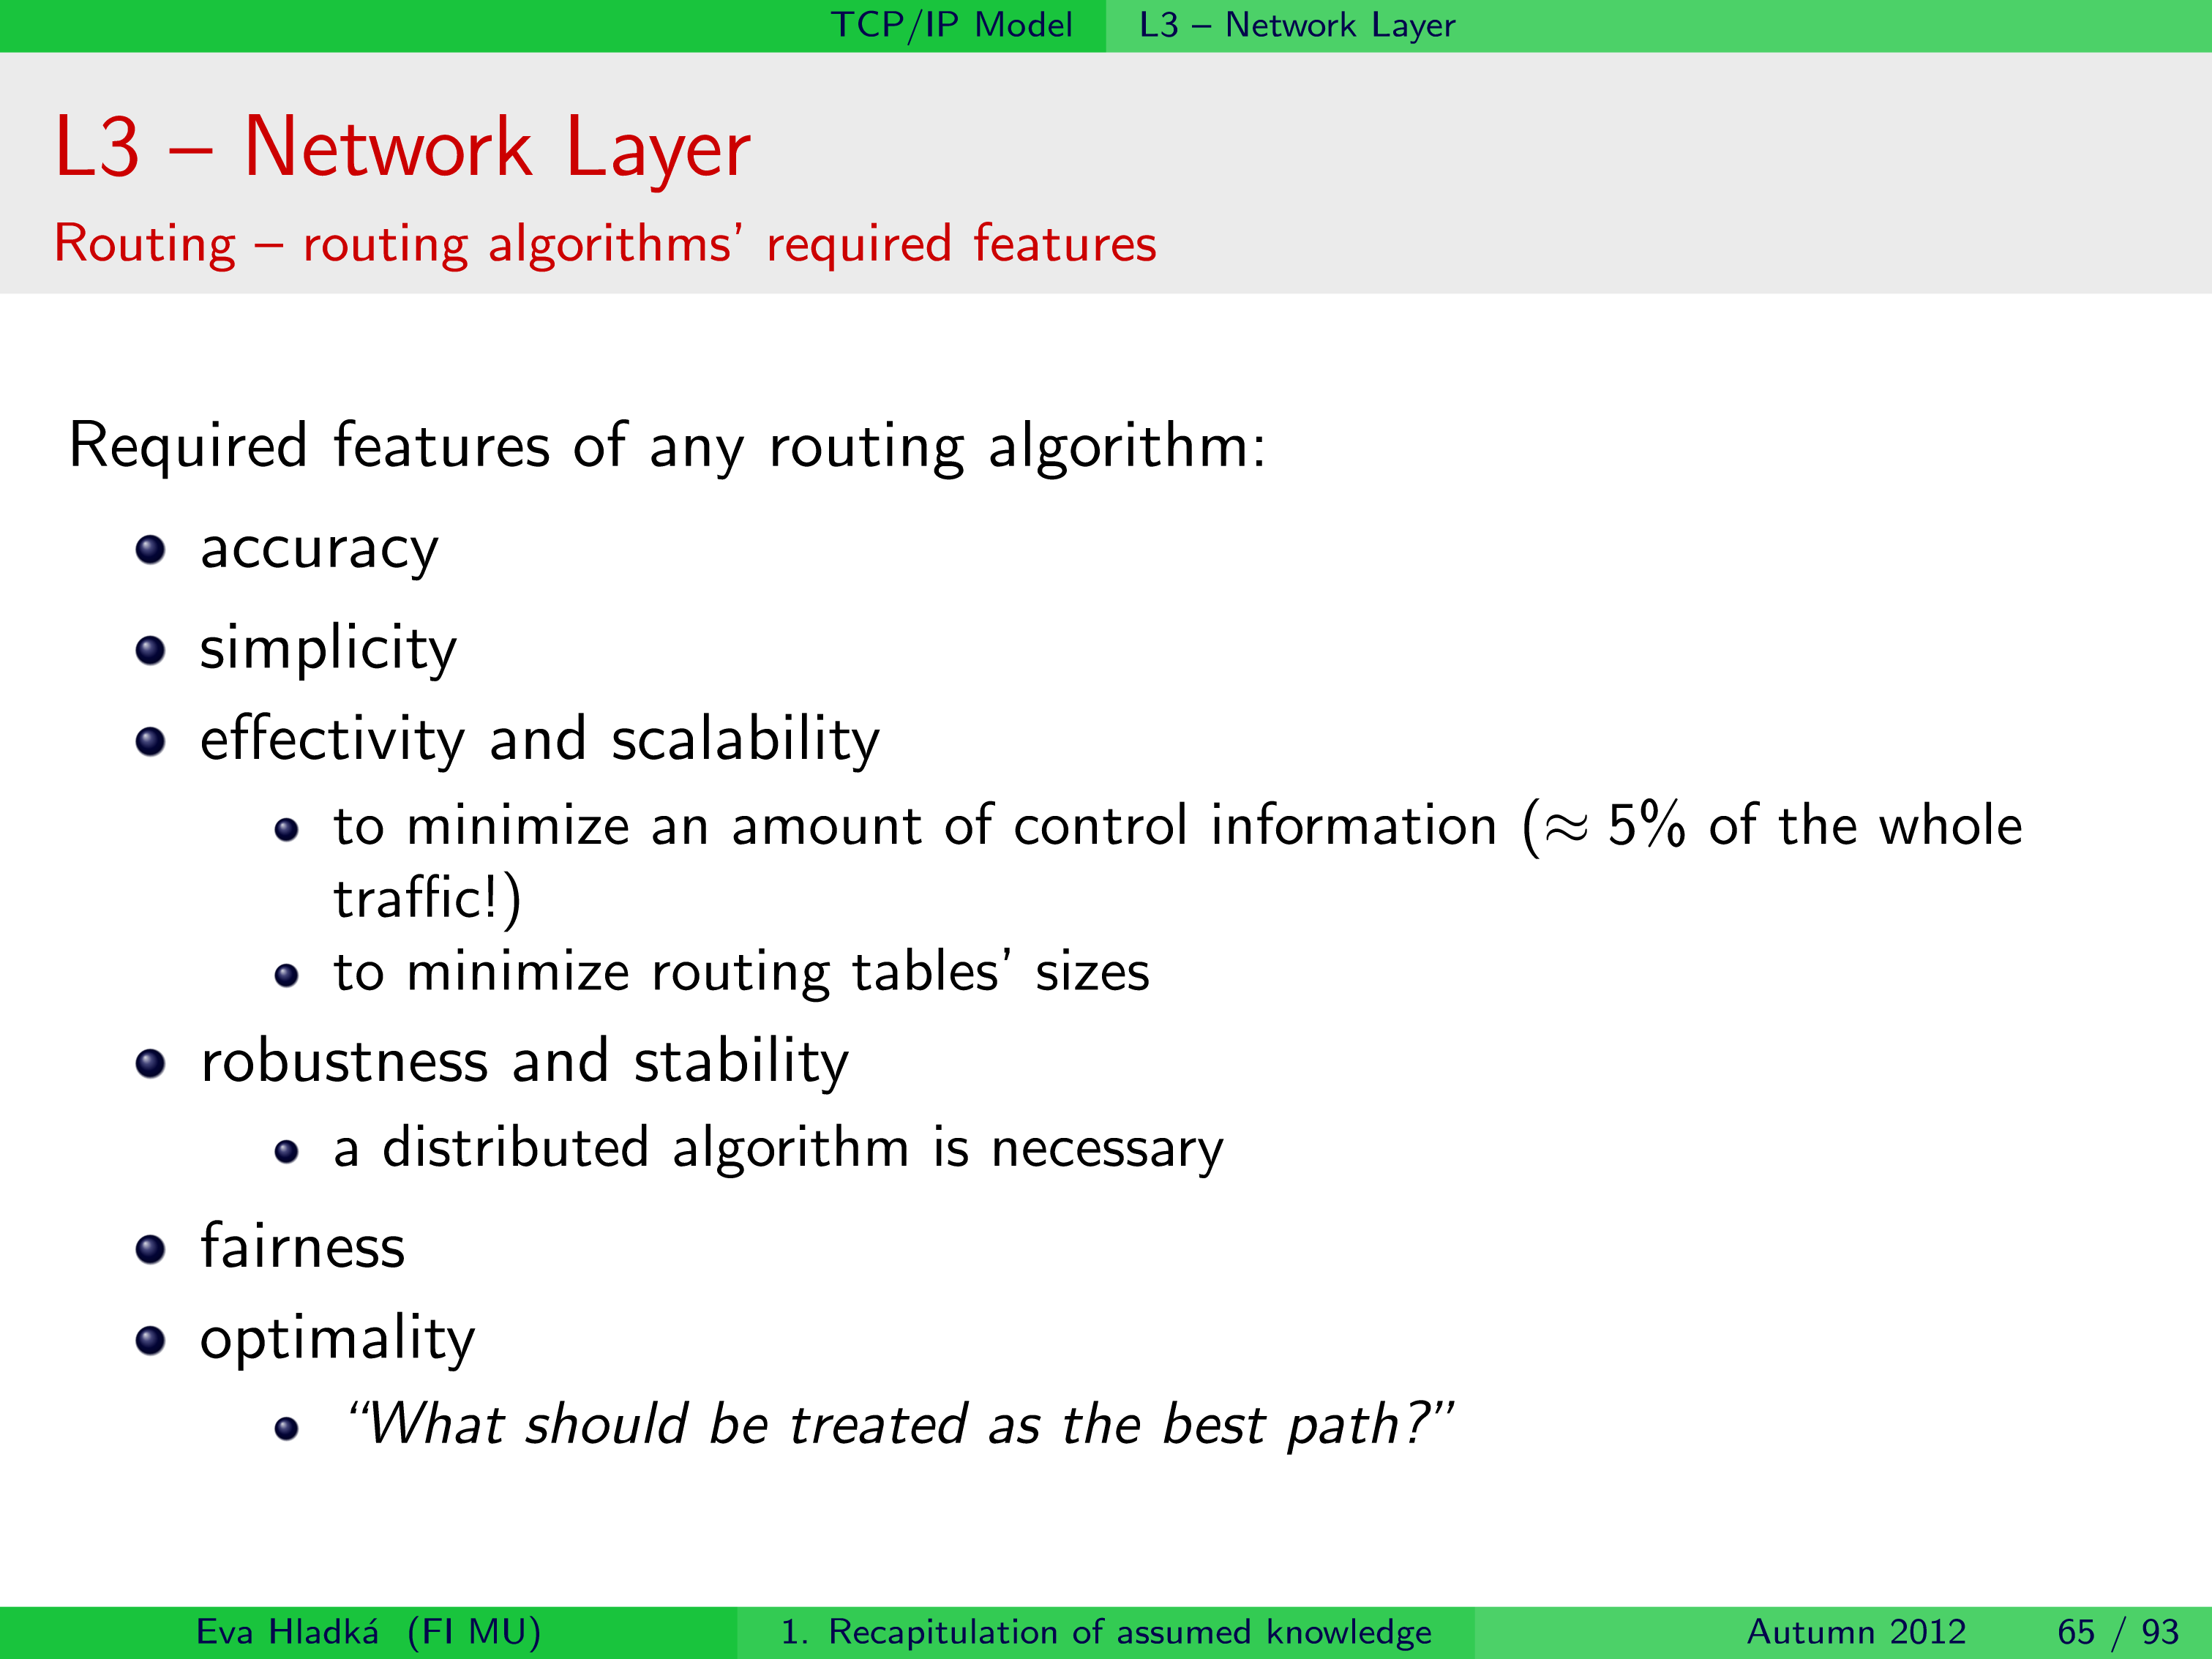 TCP/IP Model L3 – Network Layer
L3 – Network Layer
Routing – routing algorithms' required features
Required features of any routing algorithm:
accuracy
simplicity
effectivity and scalability
to minimize an amount of control information (≈ 5% of the whole
traffic!)
to minimize routing tables' sizes
robustness and stability
a distributed algorithm is necessary
fairness
optimality
“What should be treated as the best path?”
Eva Hladká (FI MU) 1. Recapitulation of assumed knowledge Autumn 2012 65 / 93